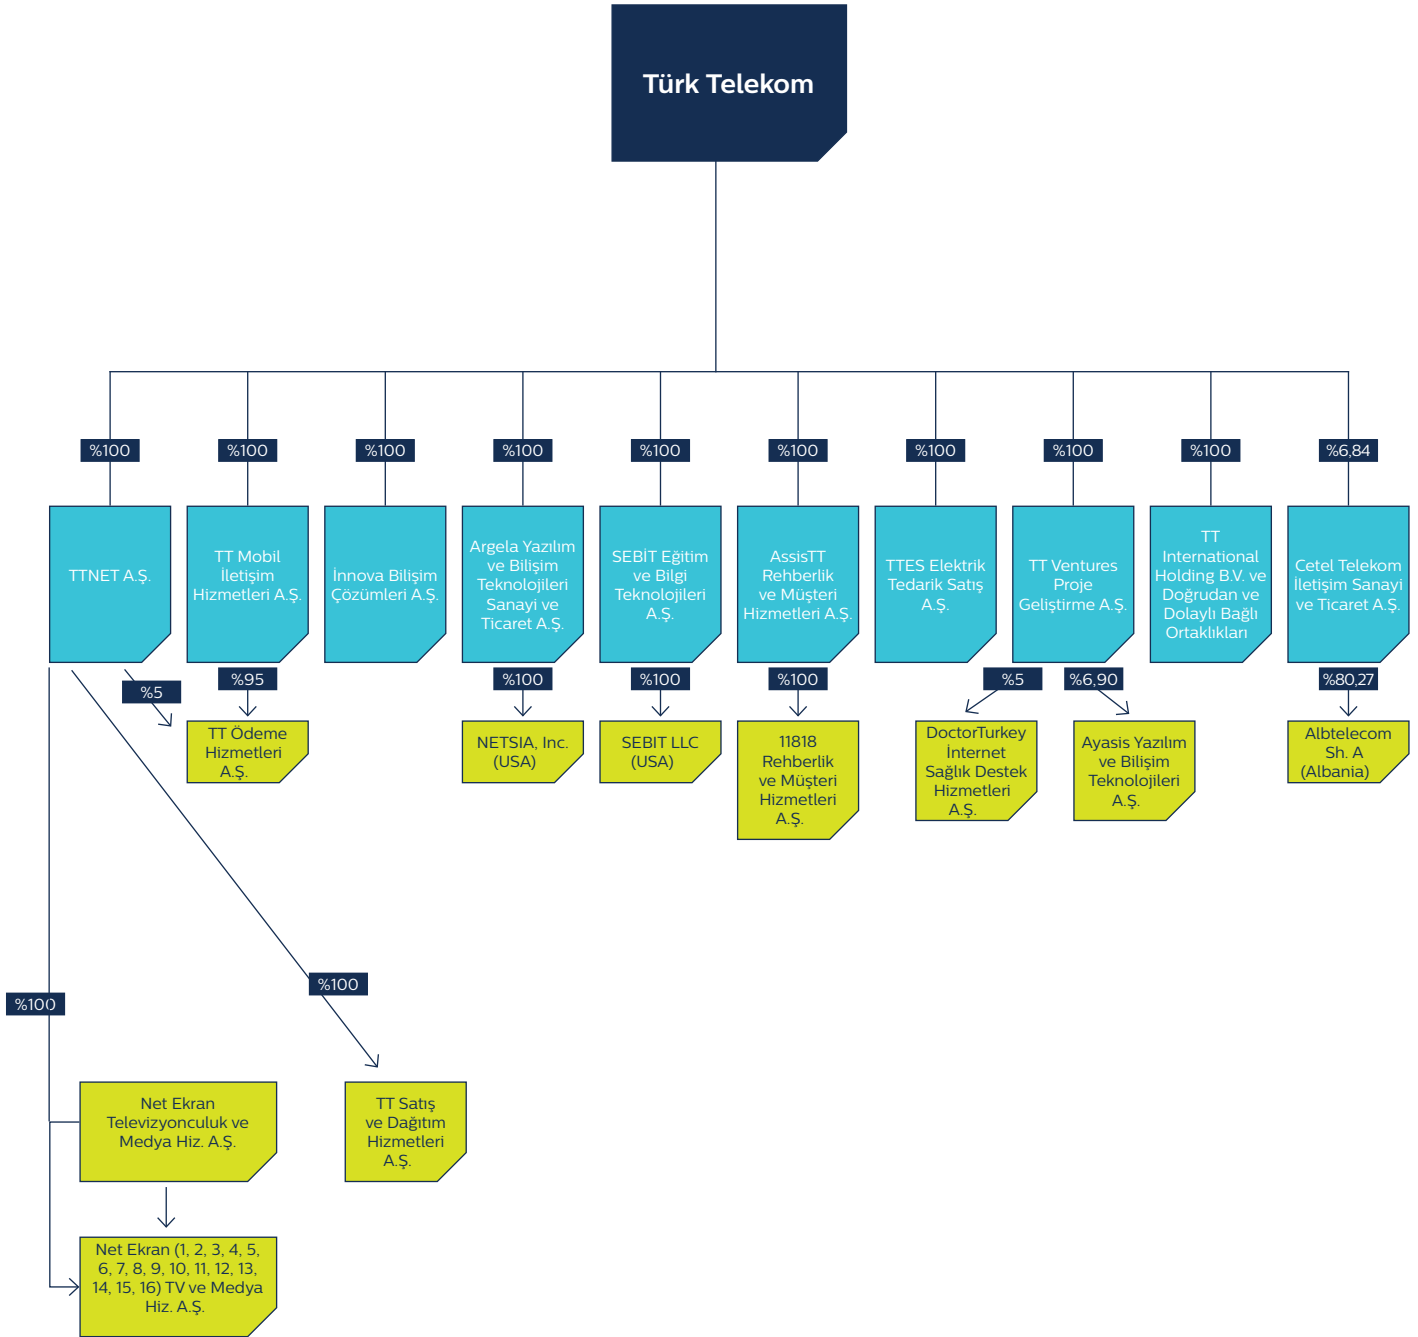 Türk Telekom
%100
%100
%100
%100
%100
%100
%100
%100
%100
%6,84
TTNET A.Ş.
TT Mobil
İletişim
Hizmetleri A.Ş.
İnnova Bilişim
Çözümleri A.Ş.
Argela Yazılım
ve Bilişim
Teknolojileri
Sanayi ve
Ticaret A.Ş.
SEBİT Eğitim
ve Bilgi
Teknolojileri
A.Ş.
AssisTT
Rehberlik
ve Müşteri
Hizmetleri A.Ş.
TTES Elektrik
Tedarik Satış
A.Ş.
TT Ventures
Proje
Geliştirme A.Ş.
TT
International
Holding B.V. ve
Doğrudan ve
Dolaylı Bağlı
Ortaklıkları
Cetel Telekom
İletişim Sanayi
ve Ticaret A.Ş.
%5
%95
%100
%100
%100
%5
%6,90
%80,27
TT Ödeme
Hizmetleri
A.Ş.
NETSIA, Inc.
(USA)
SEBIT LLC
(USA)
11818
Rehberlik
ve Müşteri
Hizmetleri
A.Ş.
DoctorTurkey
İnternet
Sağlık Destek
Hizmetleri
A.Ş.
Ayasis Yazılım
ve Bilişim
Teknolojileri
A.Ş.
Albtelecom
Sh. A
(Albania)
%100
%100
Net Ekran
Televizyonculuk ve
Medya Hiz. A.Ş.
TT Satış
ve Dağıtım
Hizmetleri
A.Ş.
Net Ekran (1, 2, 3, 4, 5,
6, 7, 8, 9, 10, 11, 12, 13,
14, 15, 16) TV ve Medya
Hiz. A.Ş.